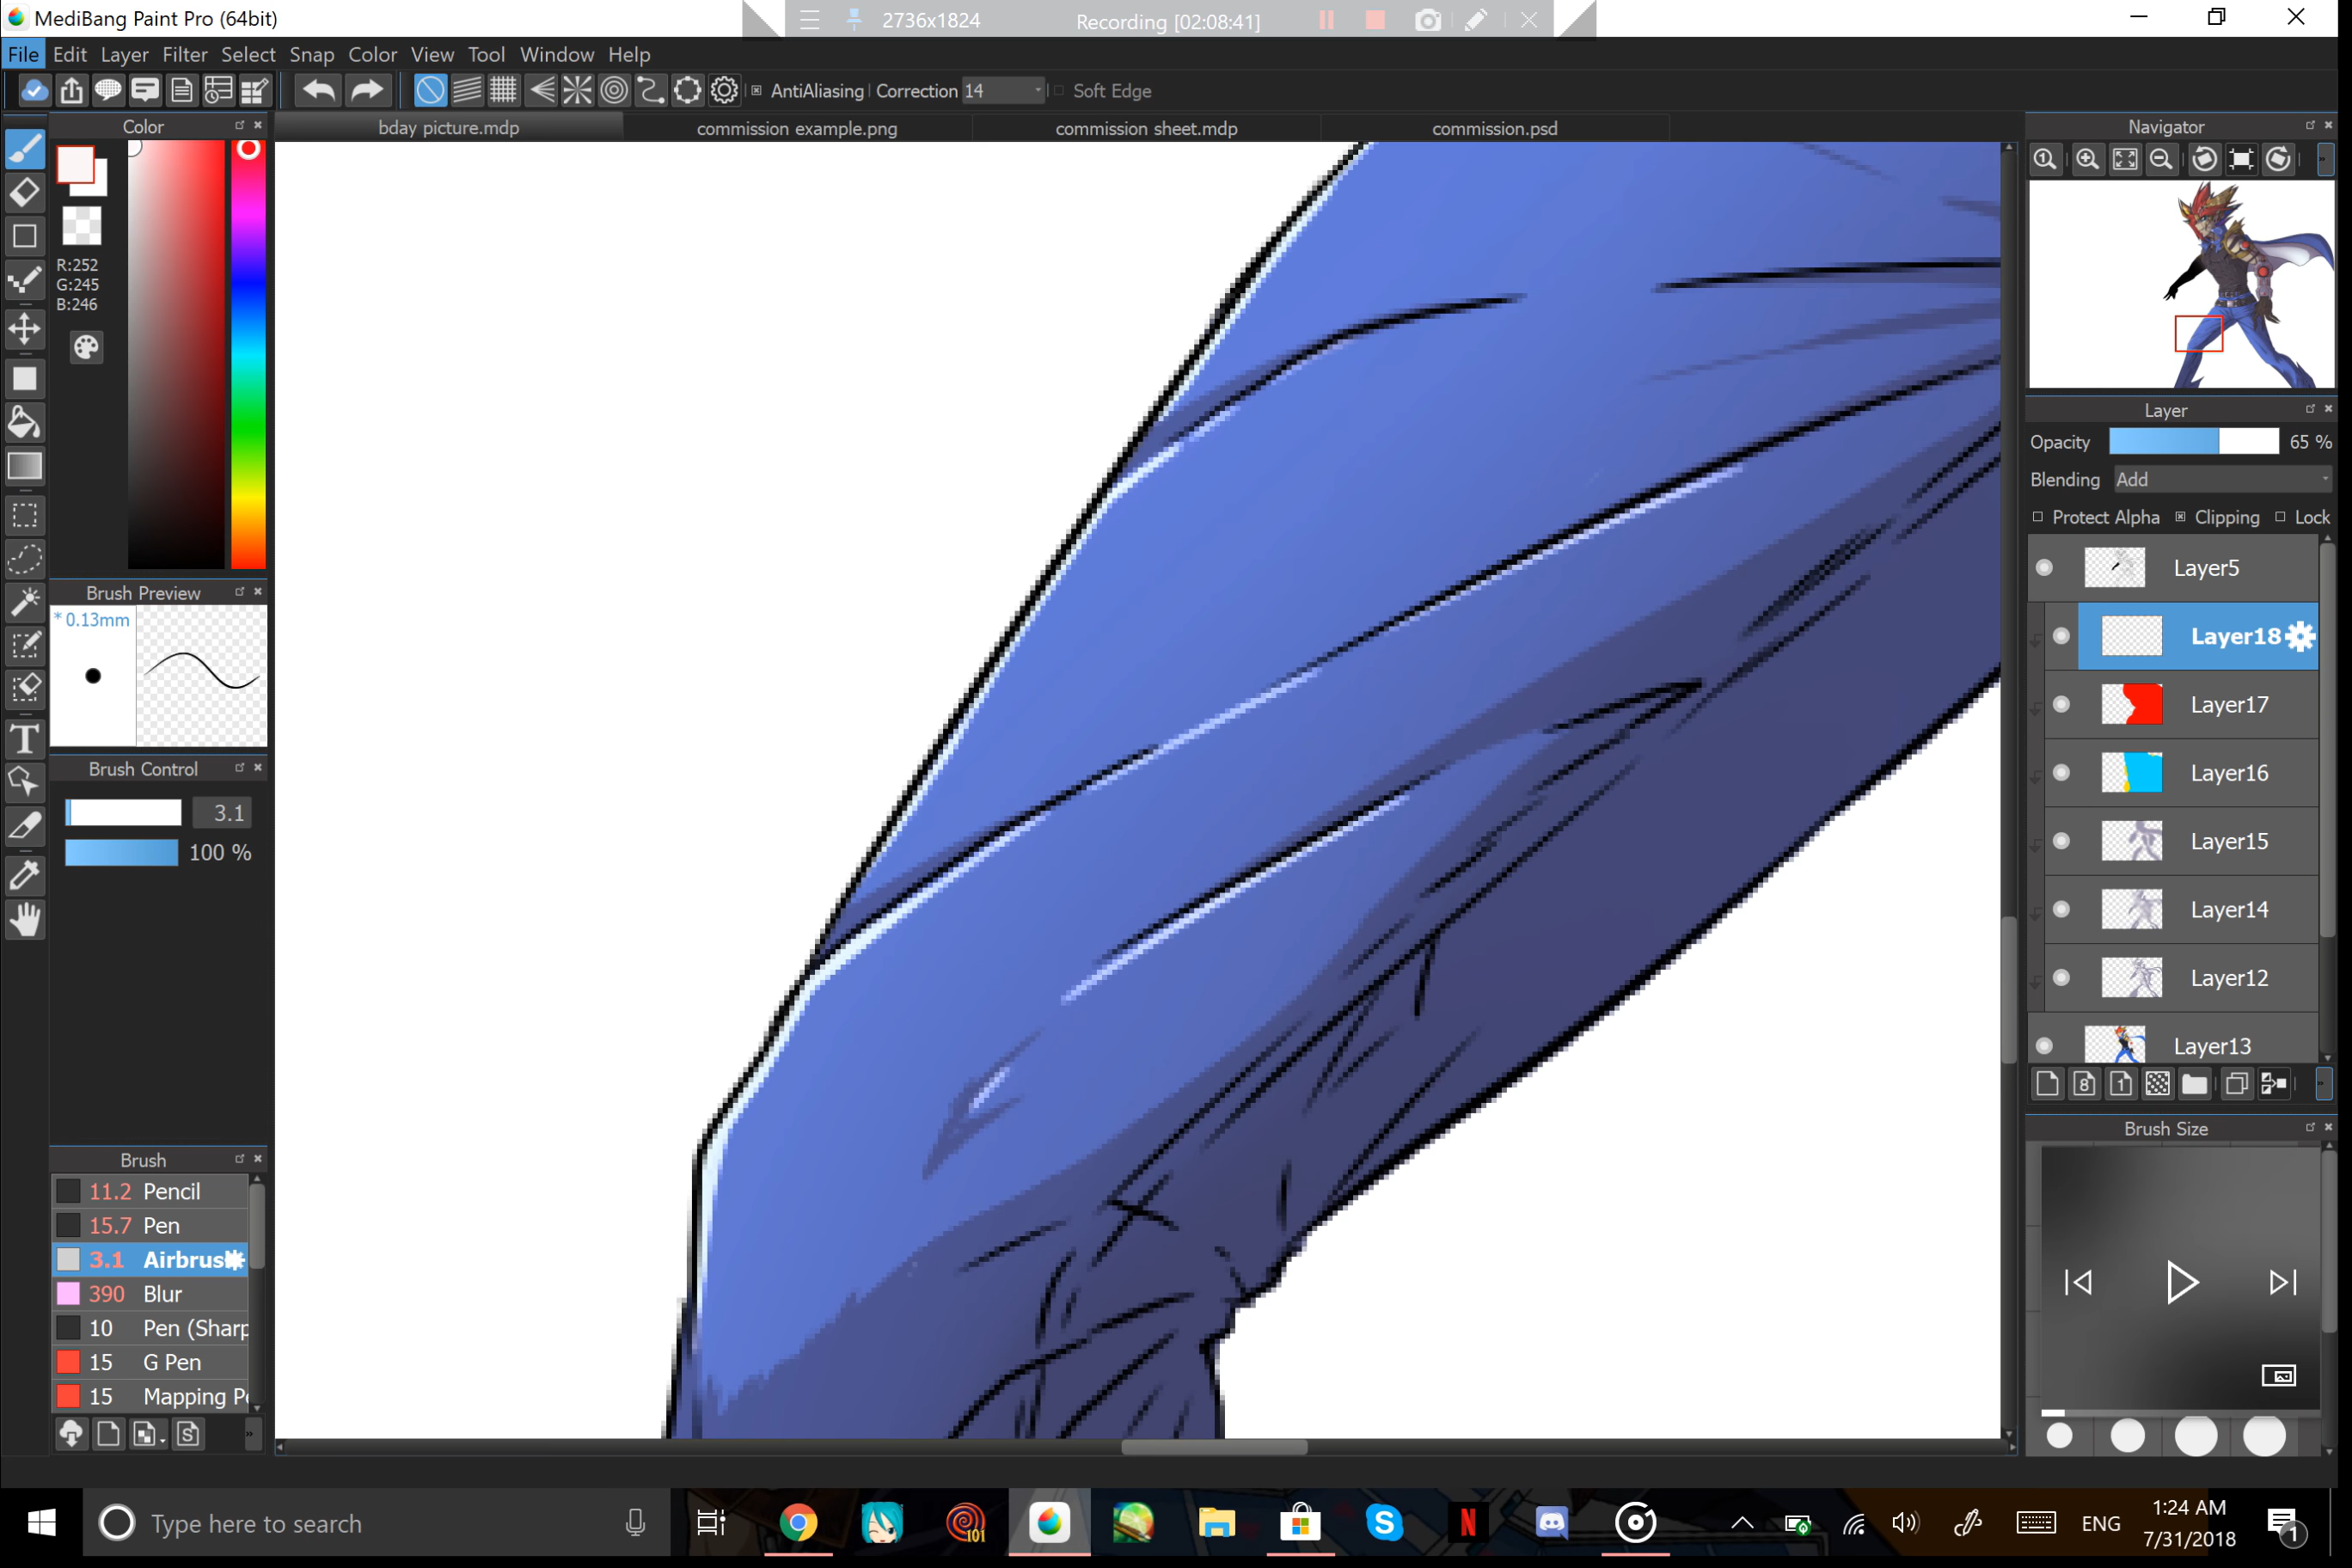 MediBang Paint Pro (64bit)
2736x1824
Recording [02:08:41]
File Edit Layer Filter Select Snap Color View Tool Window Help
AntiAliasing Correction 14 Soft Edge
Color
bday picture.mdp
commission example.png
commission sheet.mdp
commission.psd
Navigator
R:252
G:245
B:246
Layer
Opacity 65 %
Blending Add
Protect Alpha Clipping Lock
Layer5
Layer18
Layer17
Layer16
Layer15
Layer14
Layer12
Layer13
Brush Preview
* 0.13mm
Brush Control
3.1
100 %
Brush
11.2 Pencil
15.7 Pen
3.1 Airbrus
390 Blur
10 Pen (Sharp
15 G Pen
15 Mapping Pe
8
1
S
Brush Size
Type here to search
101
S
N
ENG
1:24 AM
7/31/2018
1